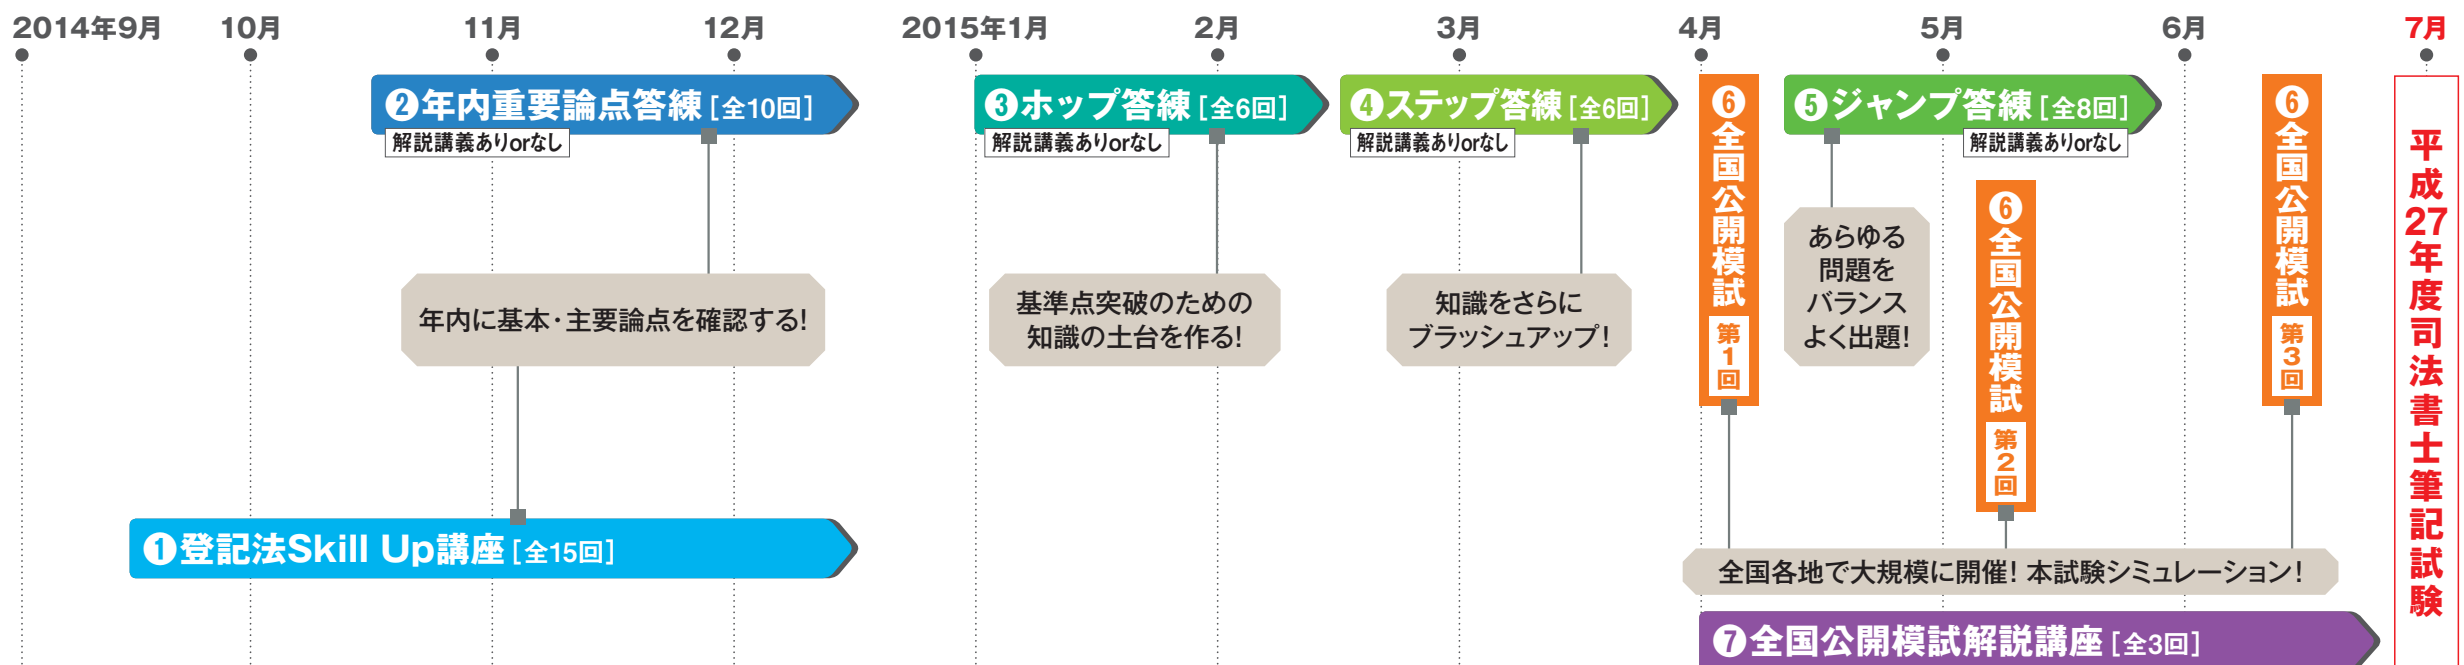 2014年9月
10月
11月
12月
2015年1月
2月
3月
4月
5月
6月
7月
❷年内重要論点答練[全10回]
解説講義ありorなし
❸ホップ答練[全6回]
解説講義ありorなし
❹ステップ答練[全6回]
解説講義ありorなし
❻全国公開模試 第1回
❺ジャンプ答練[全8回]
解説講義ありorなし
❻全国公開模試 第2回
❻全国公開模試 第3回
平成27年度司法書士筆記試験
年内に基本・主要論点を確認する!
基準点突破のための
知識の土台を作る!
知識をさらに
ブラッシュアップ!
あらゆる
問題を
バランス
よく出題!
❶登記法Skill Up講座[全15回]
全国各地で大規模に開催! 本試験シミュレーション!
❼全国公開模試解説講座[全3回]